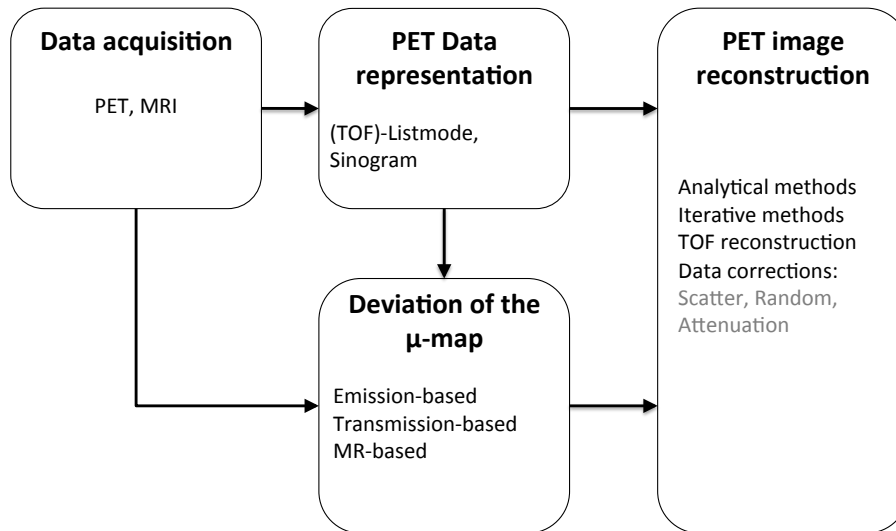 Data acquisition
PET, MRI
PET Data
representation
(TOF)-Listmode,
Sinogram
Deviation of the
μ-map
Emission-based
Transmission-based
MR-based
PET image
reconstruction
Analytical methods
Iterative methods
TOF reconstruction
Data corrections:
Scatter, Random,
Attenuation